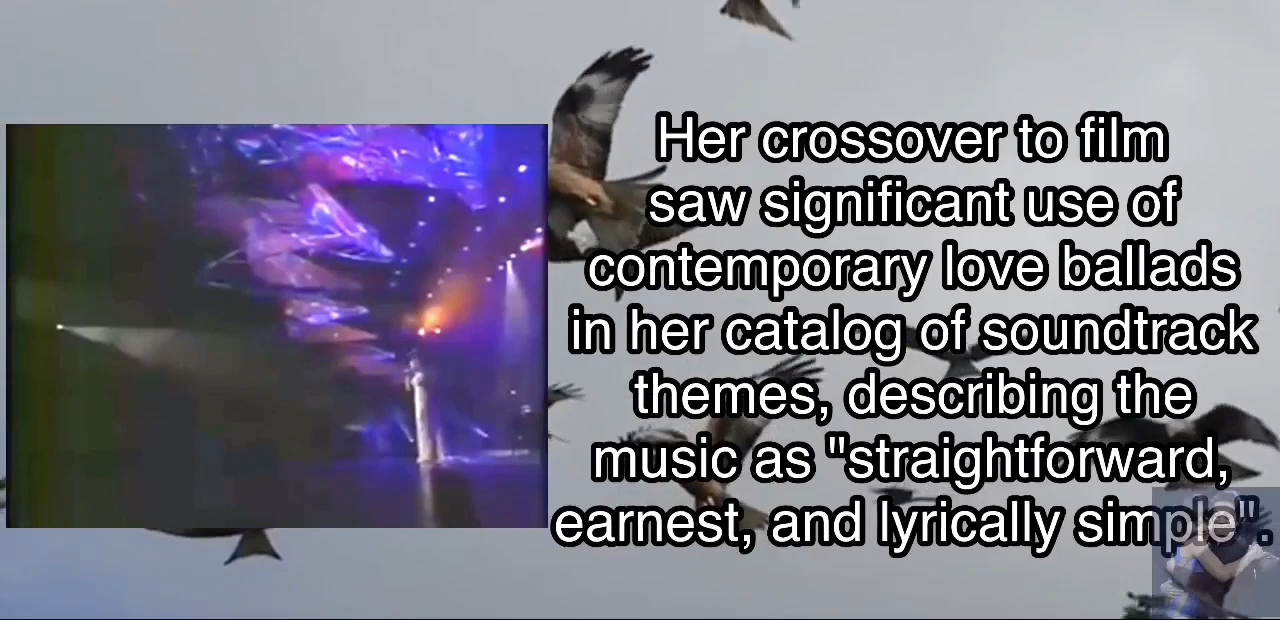 Her crossover to film
saw significant use of
contemporary love ballads
in her catalog of soundtrack
themes, describing the
music as "straightforward,
earnest, and lyrically simple".